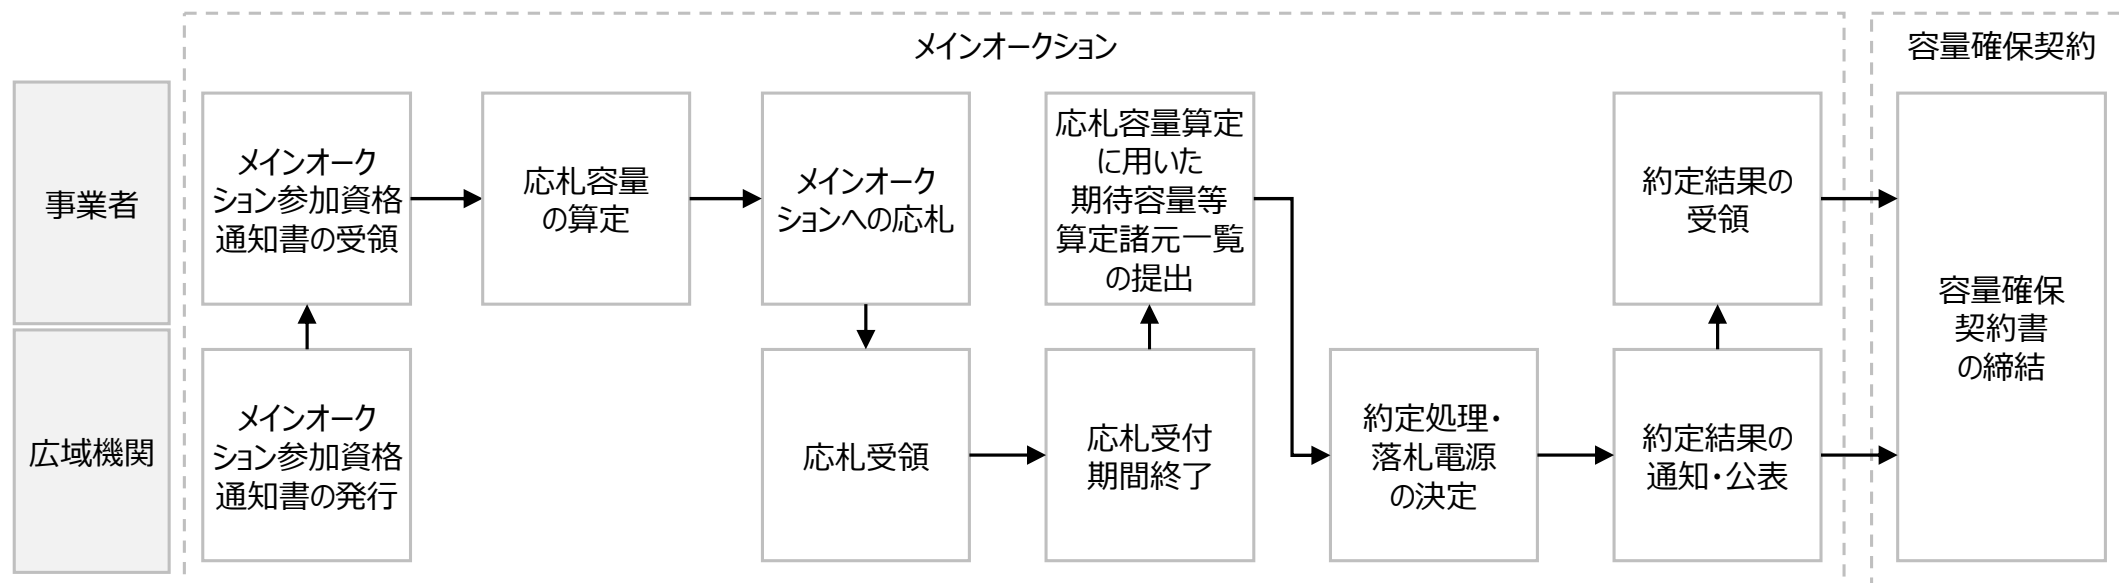 メインオークション
容量確保契約
事業者
メインオーク
ション参加資格
通知書の受領
応札容量
の算定
メインオーク
ションへの応札
応札容量算定
に用いた
期待容量等
算定諸元一覧
の提出
約定結果の
受領
容量確保
契約書
の締結
広域機関
メインオーク
ション参加資格
通知書の発行
応札受領
応札受付
期間終了
約定処理・
落札電源
の決定
約定結果の
通知・公表